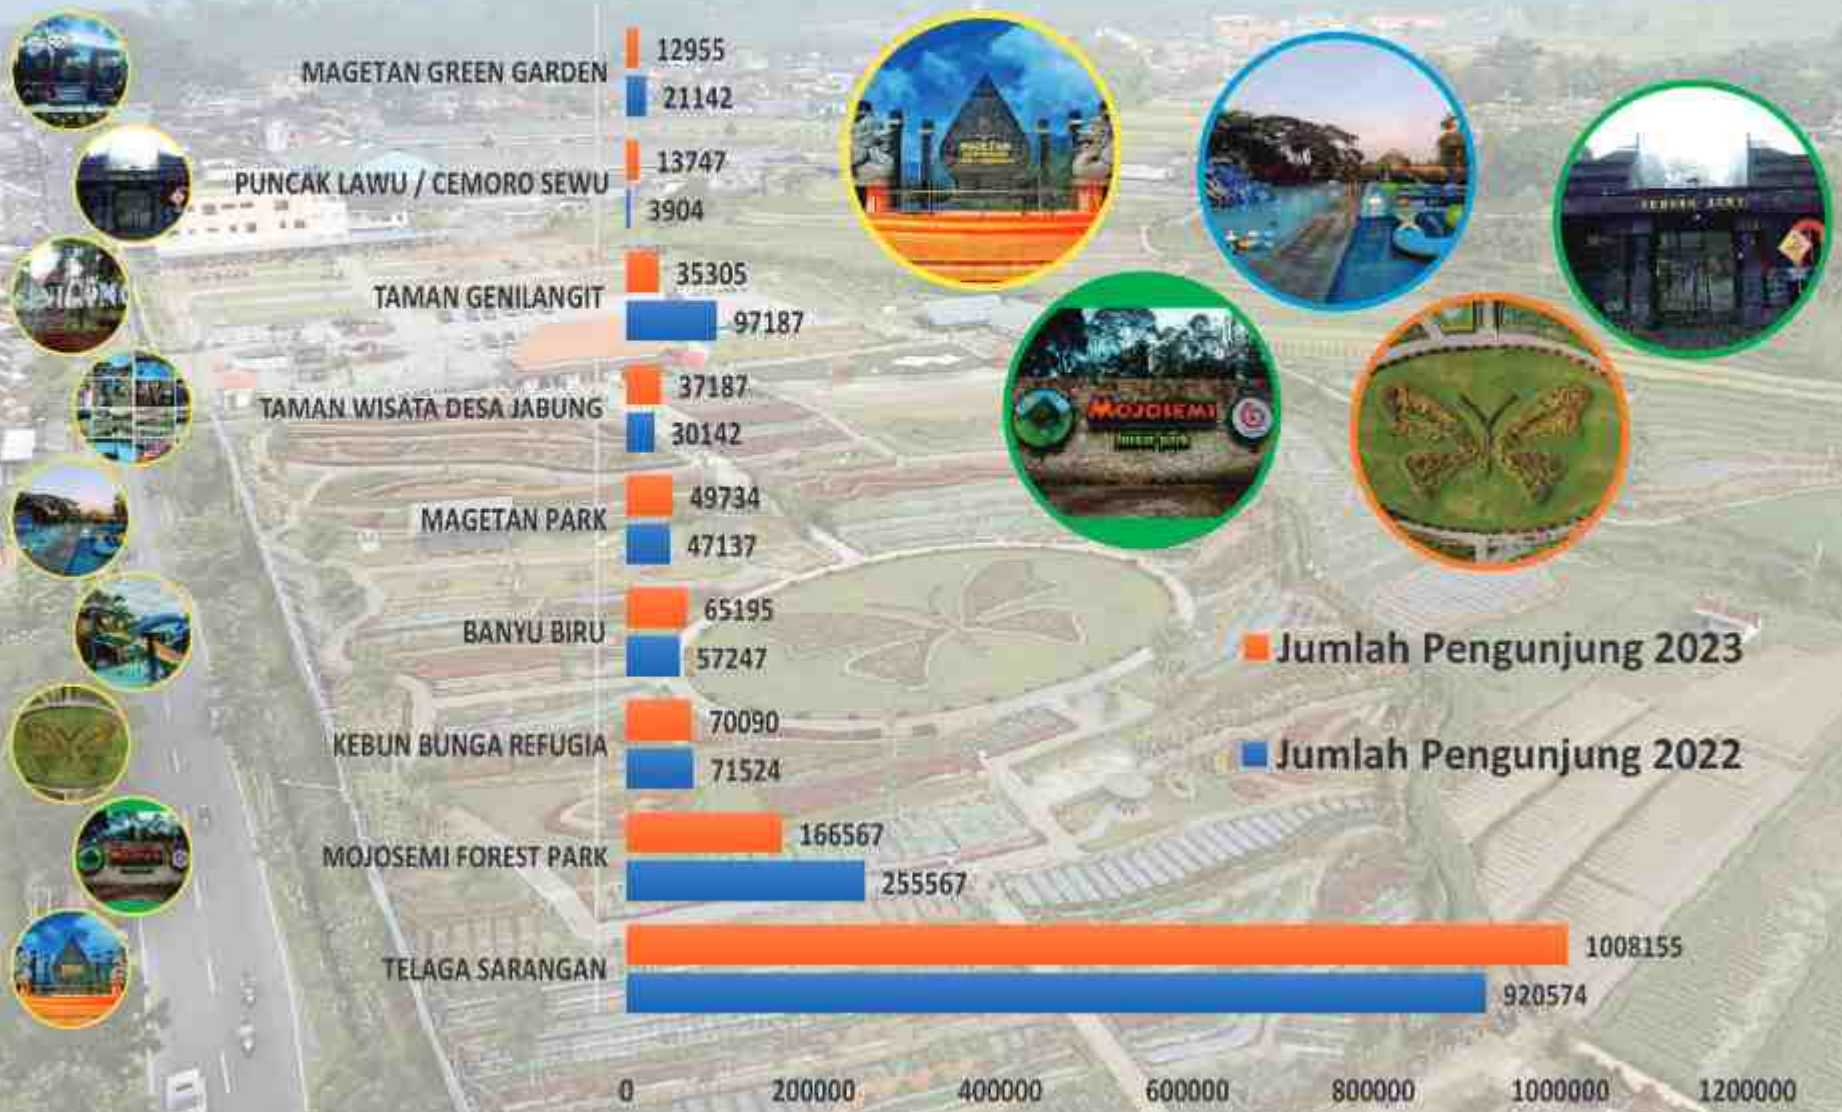 MAGETAN GREEN GARDEN
12955
21142
PUNCAK LAWU / CEMORO SEWU
13747
3904
TAMAN GENILANGIT
35305
97187
TAMAN WISATA DESA JABUNG
37187
30142
MAGETAN PARK
49734
47137
BANYU BIRU
65195
57247
KEBUN BUNGA REFUGIA
70090
71524
MOJOSEMI FOREST PARK
166567
255567
TELAGA SARANGAN
1008155
920574
0 200000 400000 600000 800000 1000000 1200000
MOJOSEMI
forest park
Jumlah Pengunjung 2023
Jumlah Pengunjung 2022